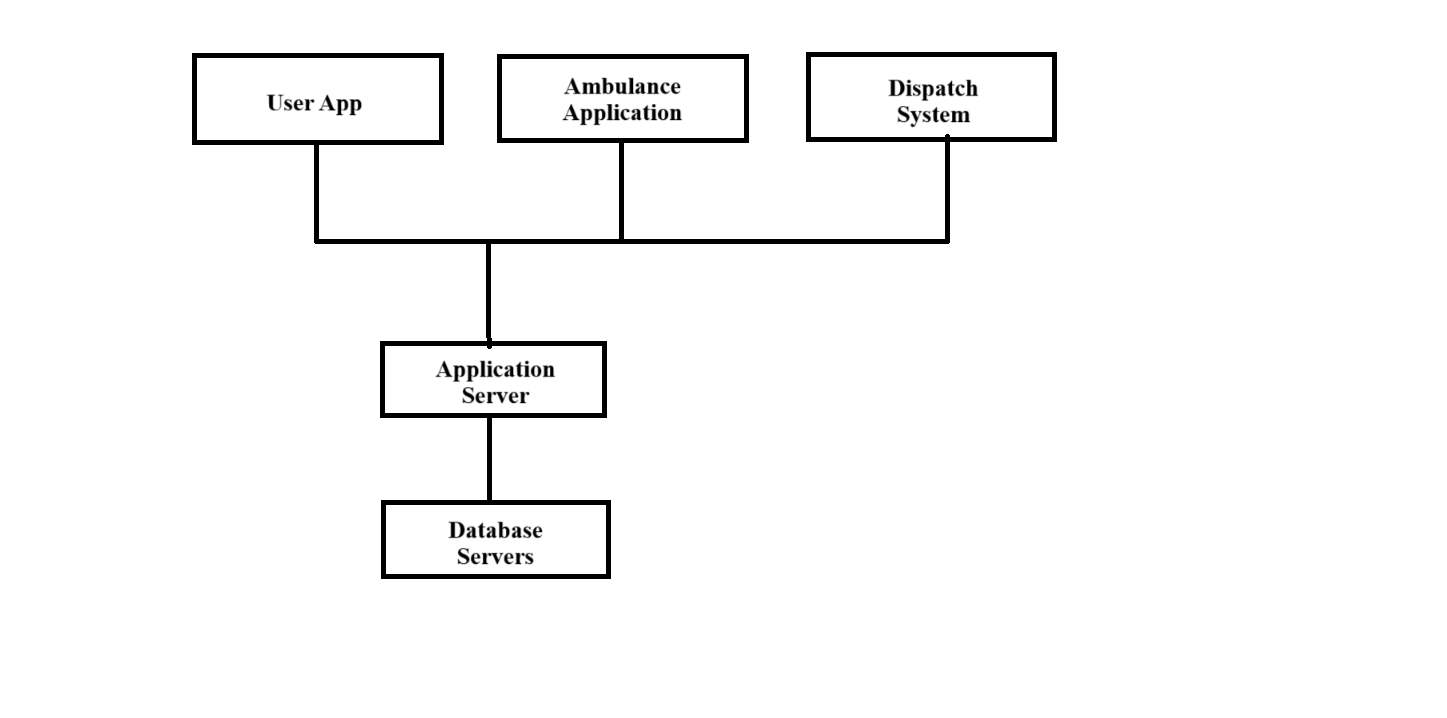 User App
Ambulance
Application
Dispatch
System
Application
Server
Database
Servers